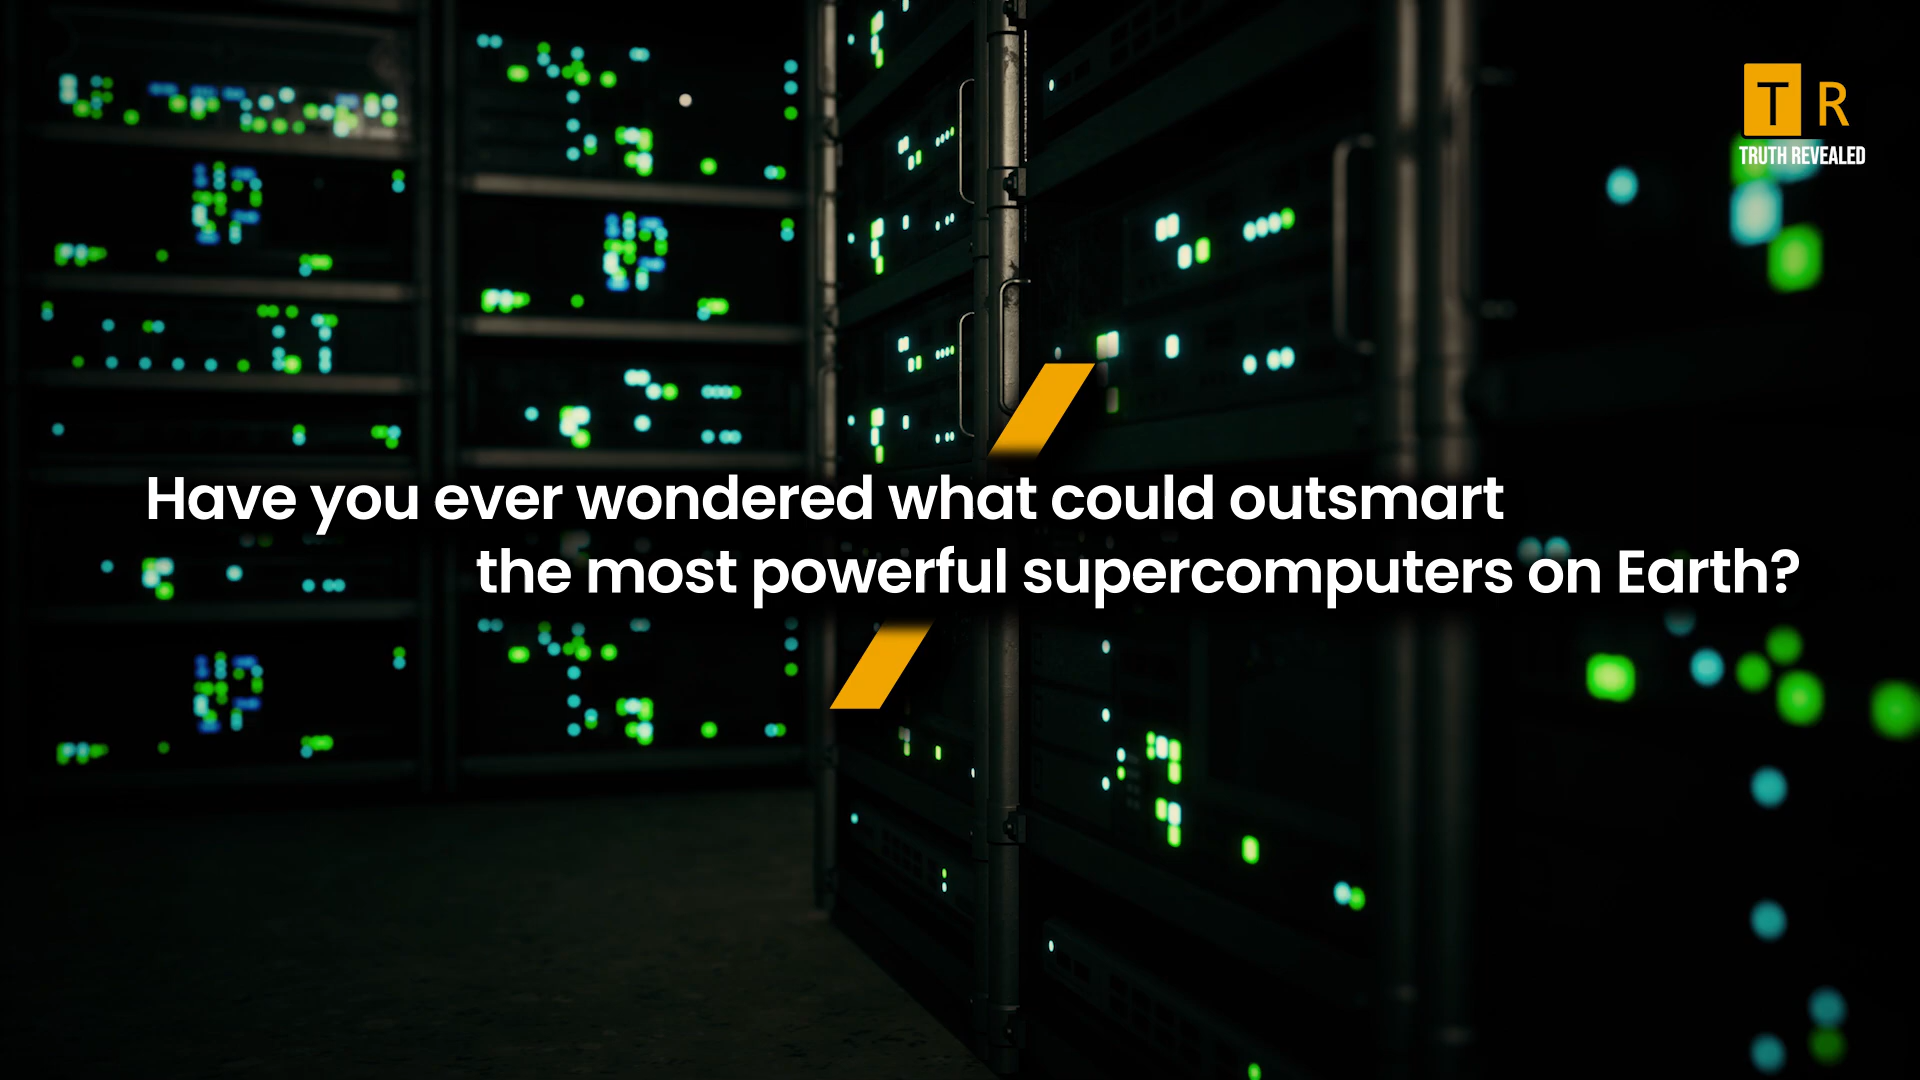 T R
TRUTH REVEALED
Have you ever wondered what could outsmart
the most powerful supercomputers on Earth?